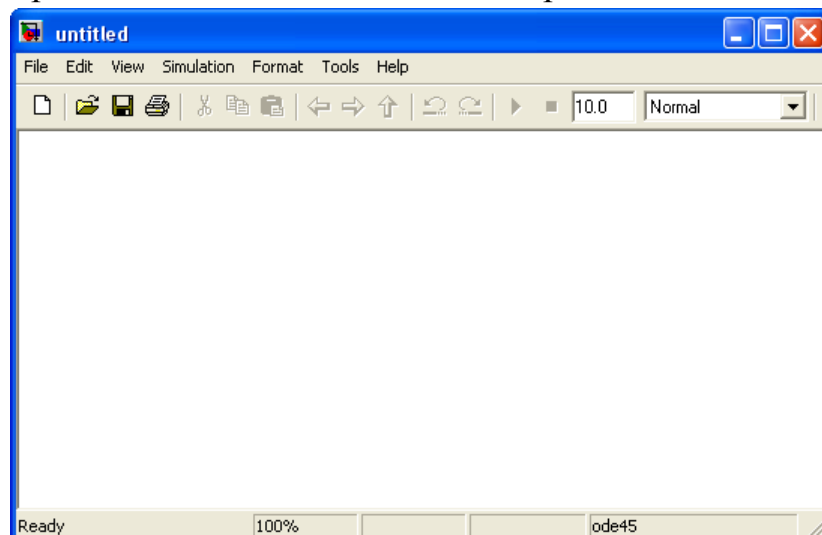 untitled
File Edit View Simulation Format Tools Help
10.0 Normal
Ready 100% ode45